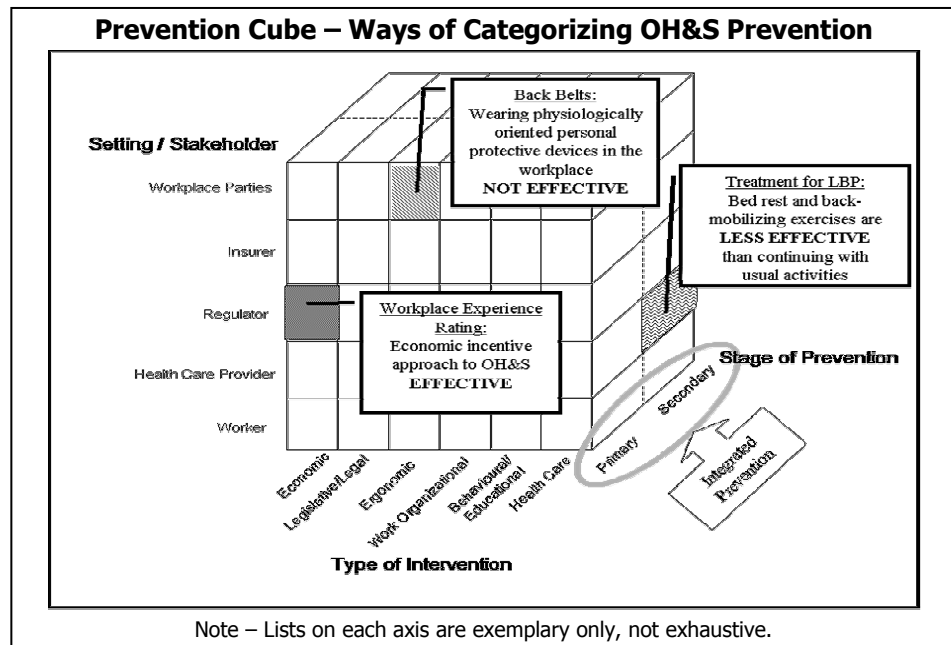 Prevention Cube – Ways of Categorizing OH&S Prevention
Setting / Stakeholder
Workplace Parties
Insurer
Regulator
Health Care Provider
Worker
Back Belts:
Wearing physiologically
oriented personal
protective devices in the
workplace
NOT EFFECTIVE
Treatment for LBP:
Bed rest and back-
mobilizing exercises are
LESS EFFECTIVE
than continuing with
usual activities
Workplace Experience
Rating:
Economic incentive
approach to OH&S
EFFECTIVE
Stage of Prevention
Primary
Secondary
Integrated
Prevention
Economic
Legislative/Legal
Ergonomic
Work Organizational
Behavioural/
Educational
Health Care
Type of Intervention
Note – Lists on each axis are exemplary only, not exhaustive.